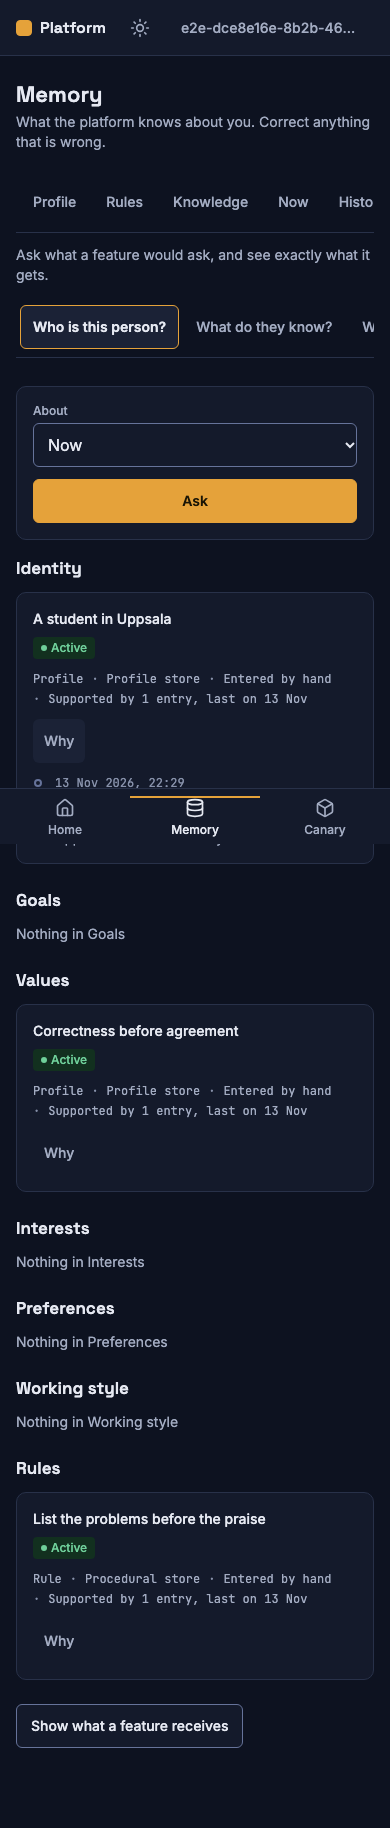 Platform
e2e-dce8e16e-8b2b-46...
Memory
What the platform knows about you. Correct anything
that is wrong.
Profile
Rules
Knowledge
Now
Histo
Ask what a feature would ask, and see exactly what it
gets.
Who is this person?
What do they know?
W
About
Now
Ask
Identity
A student in Uppsala
Active
Profile · Profile store · Entered by hand
· Supported by 1 entry, last on 13 Nov
Why
13 Nov 2026, 22:29
Home
Memory
Canary
Goals
Nothing in Goals
Values
Correctness before agreement
Active
Profile · Profile store · Entered by hand
· Supported by 1 entry, last on 13 Nov
Why
Interests
Nothing in Interests
Preferences
Nothing in Preferences
Working style
Nothing in Working style
Rules
List the problems before the praise
Active
Rule · Procedural store · Entered by hand
· Supported by 1 entry, last on 13 Nov
Why
Show what a feature receives